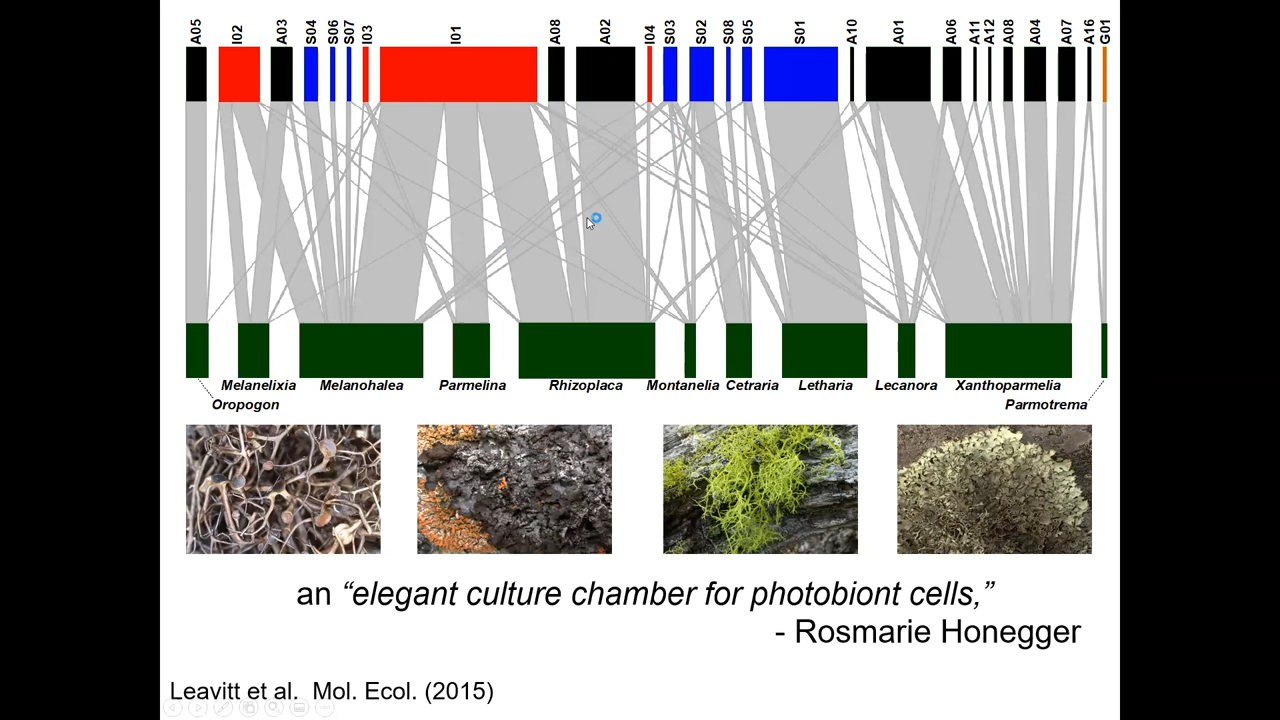 A05 I02 A03 S04 S06 S07 I03 I01 A08 A02 I04 S03 S02 S08 S05 S01 A10 A01 A06 A11 A12 A08 A04 A07 A16 G01
Melanelixia Melanohalea Parmelina Rhizoplaca Montanelia Cetraria Letharia Lecanora Xanthoparmelia
Oropogon Parmotrema
an “elegant culture chamber for photobiont cells,”
- Rosmarie Honegger
Leavitt et al. Mol. Ecol. (2015)